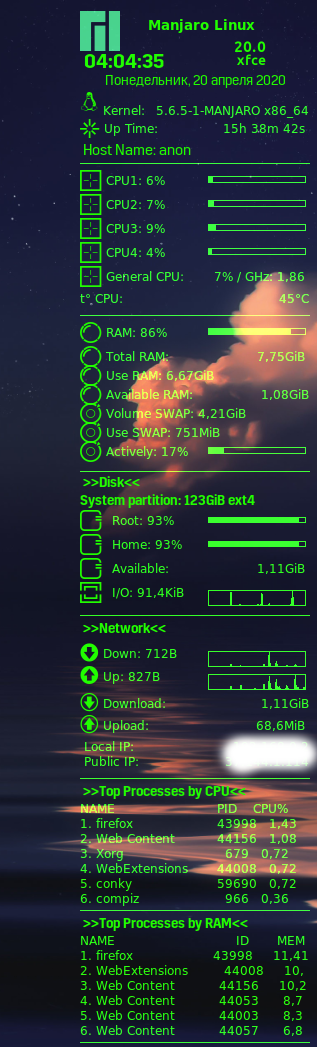 Manjaro Linux
20.0
04:04:35 xfce
Понедельник, 20 апреля 2020
Kernel: 5.6.5-1-MANJARO x86_64
Up Time: 15h 38m 42s
Host Name: anon
CPU1: 6%
CPU2: 7%
CPU3: 9%
CPU4: 4%
General CPU: 7% / GHz: 1,86
t° CPU: 45°C
RAM: 86%
Total RAM: 7,75GiB
Use RAM: 6,67GiB
Available RAM: 1,08GiB
Volume SWAP: 4,21GiB
Use SWAP: 751MiB
Actively: 17%
>>Disk<<
System partition: 123GiB ext4
Root: 93%
Home: 93%
Available: 1,11GiB
I/O: 91,4KiB
>>Network<<
Down: 712B
Up: 827B
Download: 1,11GiB
Upload: 68,6MiB
Local IP:
Public IP:
>>Top Processes by CPU<<
NAME PID CPU%
1. firefox 43998 1,43
2. Web Content 44156 1,08
3. Xorg 679 0,72
4. WebExtensions 44008 0,72
5. conky 59690 0,72
6. compiz 966 0,36
>>Top Processes by RAM<<
NAME ID MEM
1. firefox 43998 11,41
2. WebExtensions 44008 10,
3. Web Content 44156 10,2
4. Web Content 44053 8,7
5. Web Content 44003 8,3
6. Web Content 44057 6,8